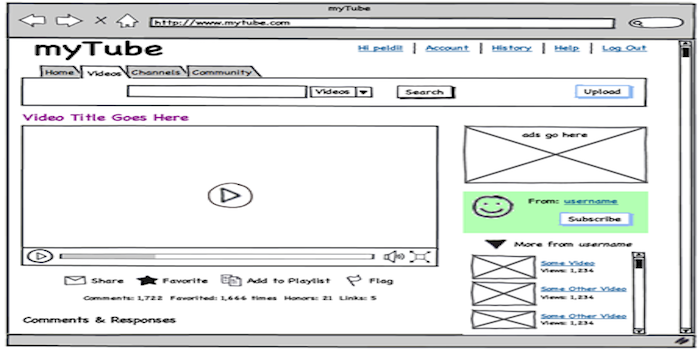 myTube
http://www.mytube.com
myTube
Hi peldi! | Account | History | Help | Log Out
Home Videos Channels Community
Videos Search Upload
Video Title Goes Here
ads go here
From: username
Subscribe
More from username
Some Video
Views: 1,234
Some Other Video
Views: 1,234
Some Other Video
Views: 1,234
Share Favorite Add to Playlist Flag
Comments: 1,722 Favorited: 1,666 times Honors: 21 Links: 5
Comments & Responses